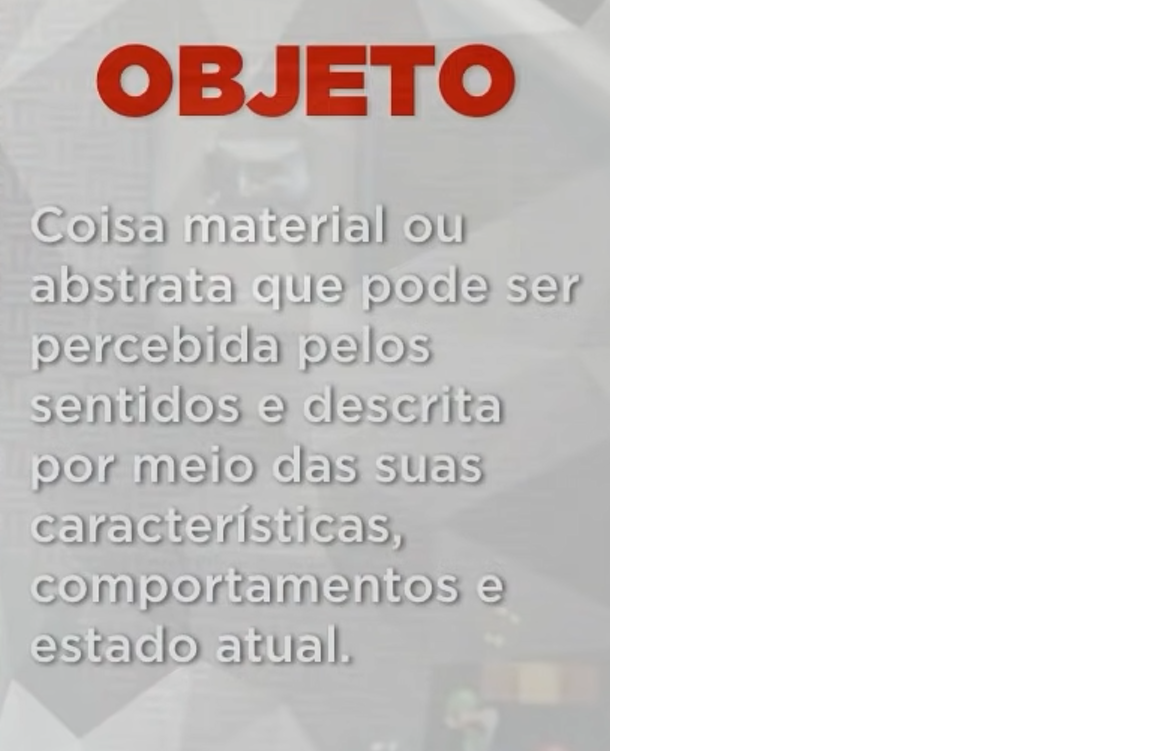 OBJETO
Coisa material ou
abstrata que pode ser
percebida pelos
sentidos e descrita
por meio das suas
características,
comportamentos e
estado atual.